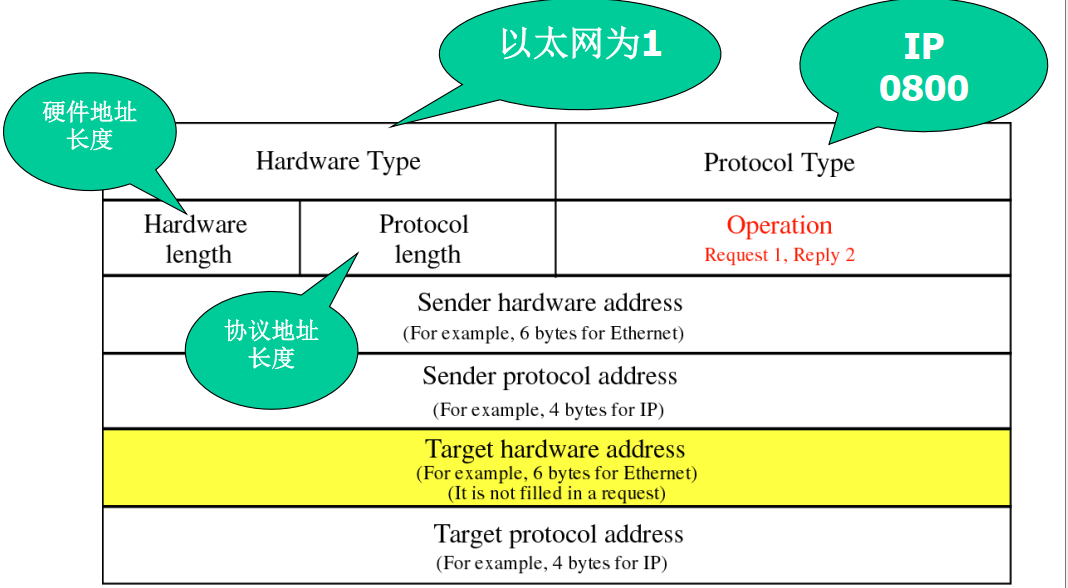 以太网为1
IP
0800
硬件地址
长度
Hardware Type
Protocol Type
Hardware
length
Protocol
length
Operation
Request 1, Reply 2
Sender hardware address
(For example, 6 bytes for Ethernet)
协议地址
长度
Sender protocol address
(For example, 4 bytes for IP)
Target hardware address
(For example, 6 bytes for Ethernet)
(It is not filled in a request)
Target protocol address
(For example, 4 bytes for IP)